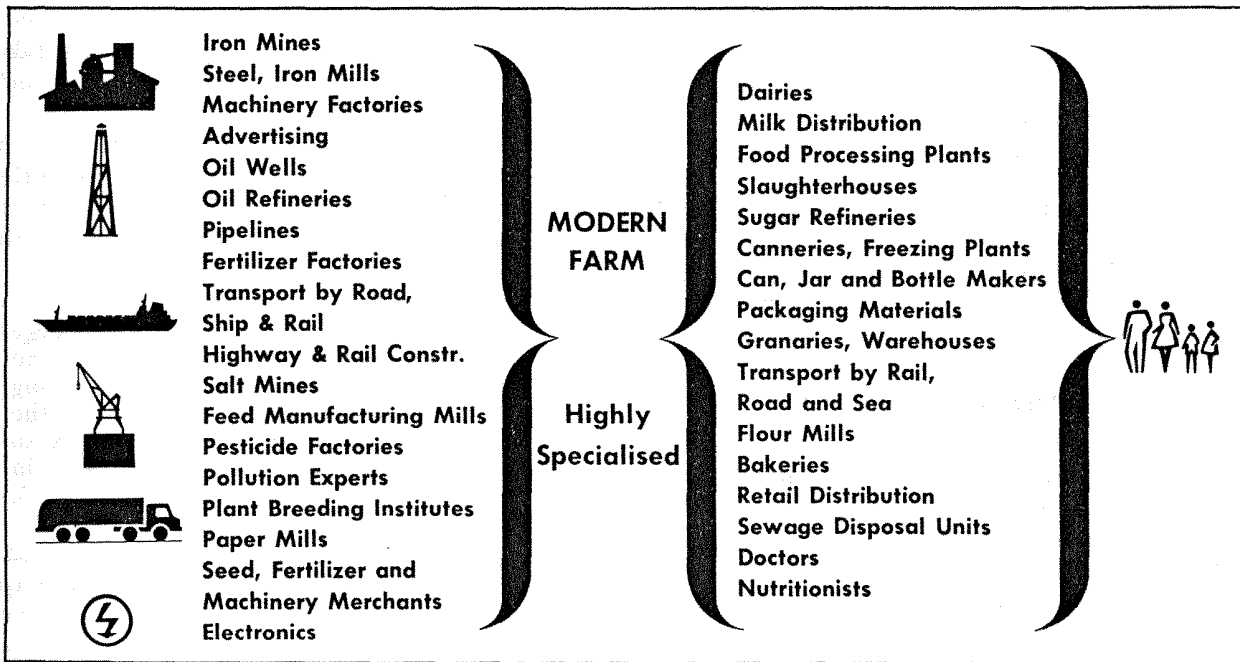 Iron Mines
Steel, Iron Mills
Machinery Factories
Advertising
Oil Wells
Oil Refineries
Pipelines
Fertilizer Factories
Transport by Road,
Ship & Rail
Highway & Rail Constr.
Salt Mines
Feed Manufacturing Mills
Pesticide Factories
Pollution Experts
Plant Breeding Institutes
Paper Mills
Seed, Fertilizer and
Machinery Merchants
Electronics
MODERN
FARM
Highly
Specialised
Dairies
Milk Distribution
Food Processing Plants
Slaughterhouses
Sugar Refineries
Canneries, Freezing Plants
Can, Jar and Bottle Makers
Packaging Materials
Granaries, Warehouses
Transport by Rail,
Road and Sea
Flour Mills
Bakeries
Retail Distribution
Sewage Disposal Units
Doctors
Nutritionists